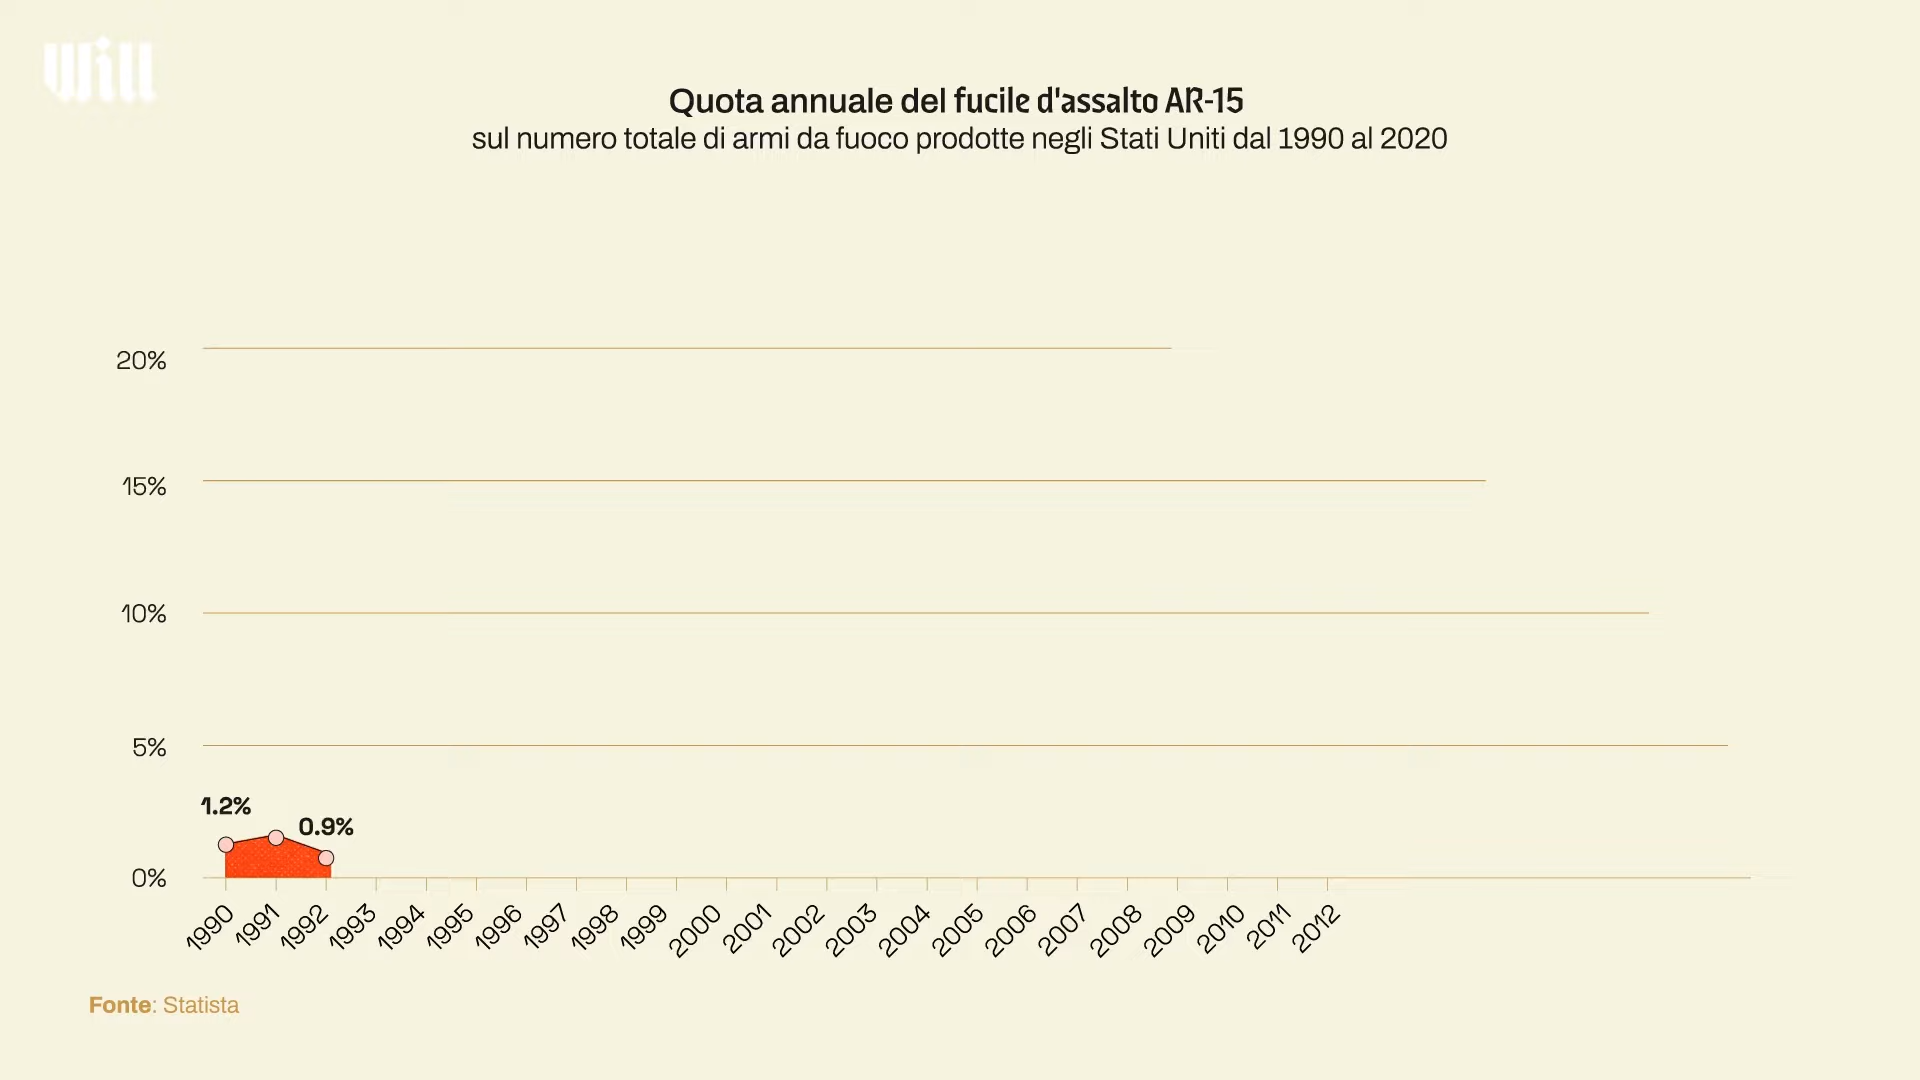 Will
Quota annuale del fucile d'assalto AR-15
sul numero totale di armi da fuoco prodotte negli Stati Uniti dal 1990 al 2020
20%
15%
10%
5%
1.2%
0.9%
0%
1990 1991 1992 1993 1994 1995 1996 1997 1998 1999 2000 2001 2002 2003 2004 2005 2006 2007 2008 2009 2010 2011 2012
Fonte: Statista